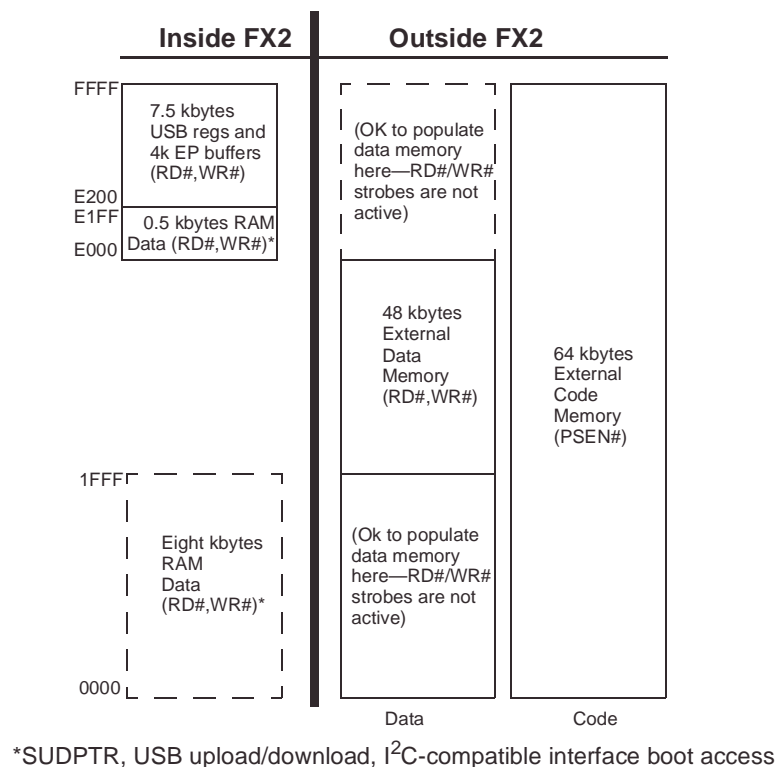 Inside FX2
Outside FX2
FFFF
7.5 kbytes
USB regs and
4k EP buffers
(RD#,WR#)
E200
E1FF
0.5 kbytes RAM
Data (RD#,WR#)*
E000
(OK to populate
data memory
here—RD#/WR#
strobes are not
active)
48 kbytes
External
Data
Memory
(RD#,WR#)
64 kbytes
External
Code
Memory
(PSEN#)
1FFF
Eight kbytes
RAM
Data
(RD#,WR#)*
0000
(Ok to populate
data memory
here—RD#/WR#
strobes are not
active)
Data
Code
*SUDPTR, USB upload/download, I2C-compatible interface boot access